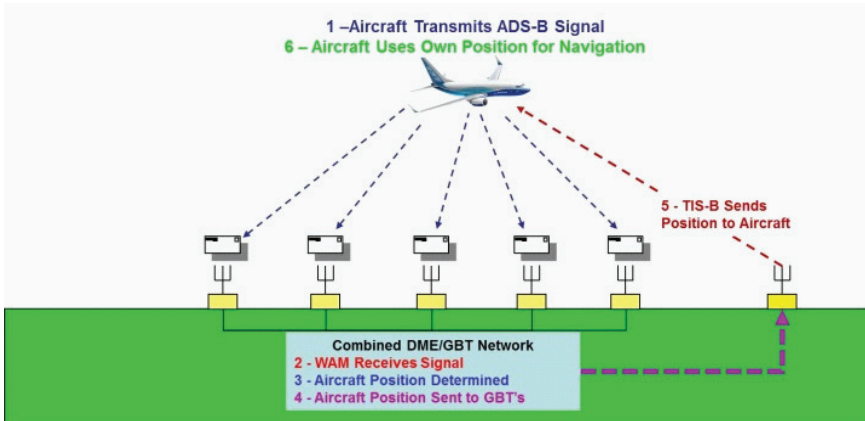 1 –Aircraft Transmits ADS-B Signal
6 – Aircraft Uses Own Position for Navigation
5 - TIS-B Sends
Position to Aircraft
Combined DME/GBT Network
2 - WAM Receives Signal
3 - Aircraft Position Determined
4 - Aircraft Position Sent to GBT's